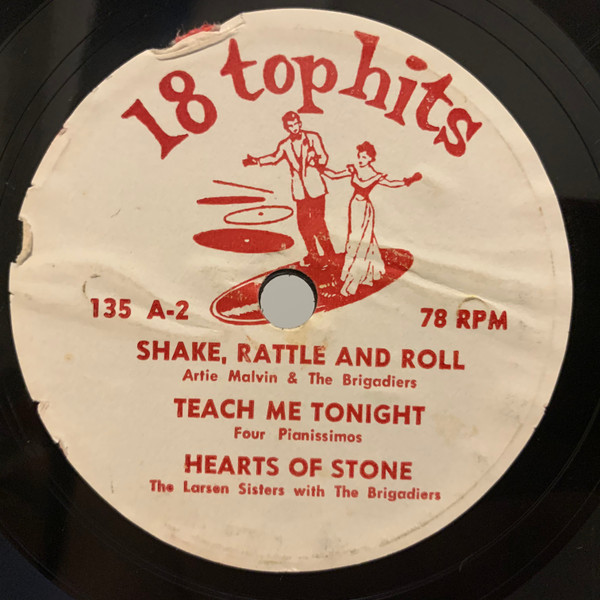 18 top hits
135 A-2
78 RPM
SHAKE, RATTLE AND ROLL
Artie Malvin & The Brigadiers
TEACH ME TONIGHT
Four Pianissimos
HEARTS OF STONE
The Larsen Sisters with The Brigadiers